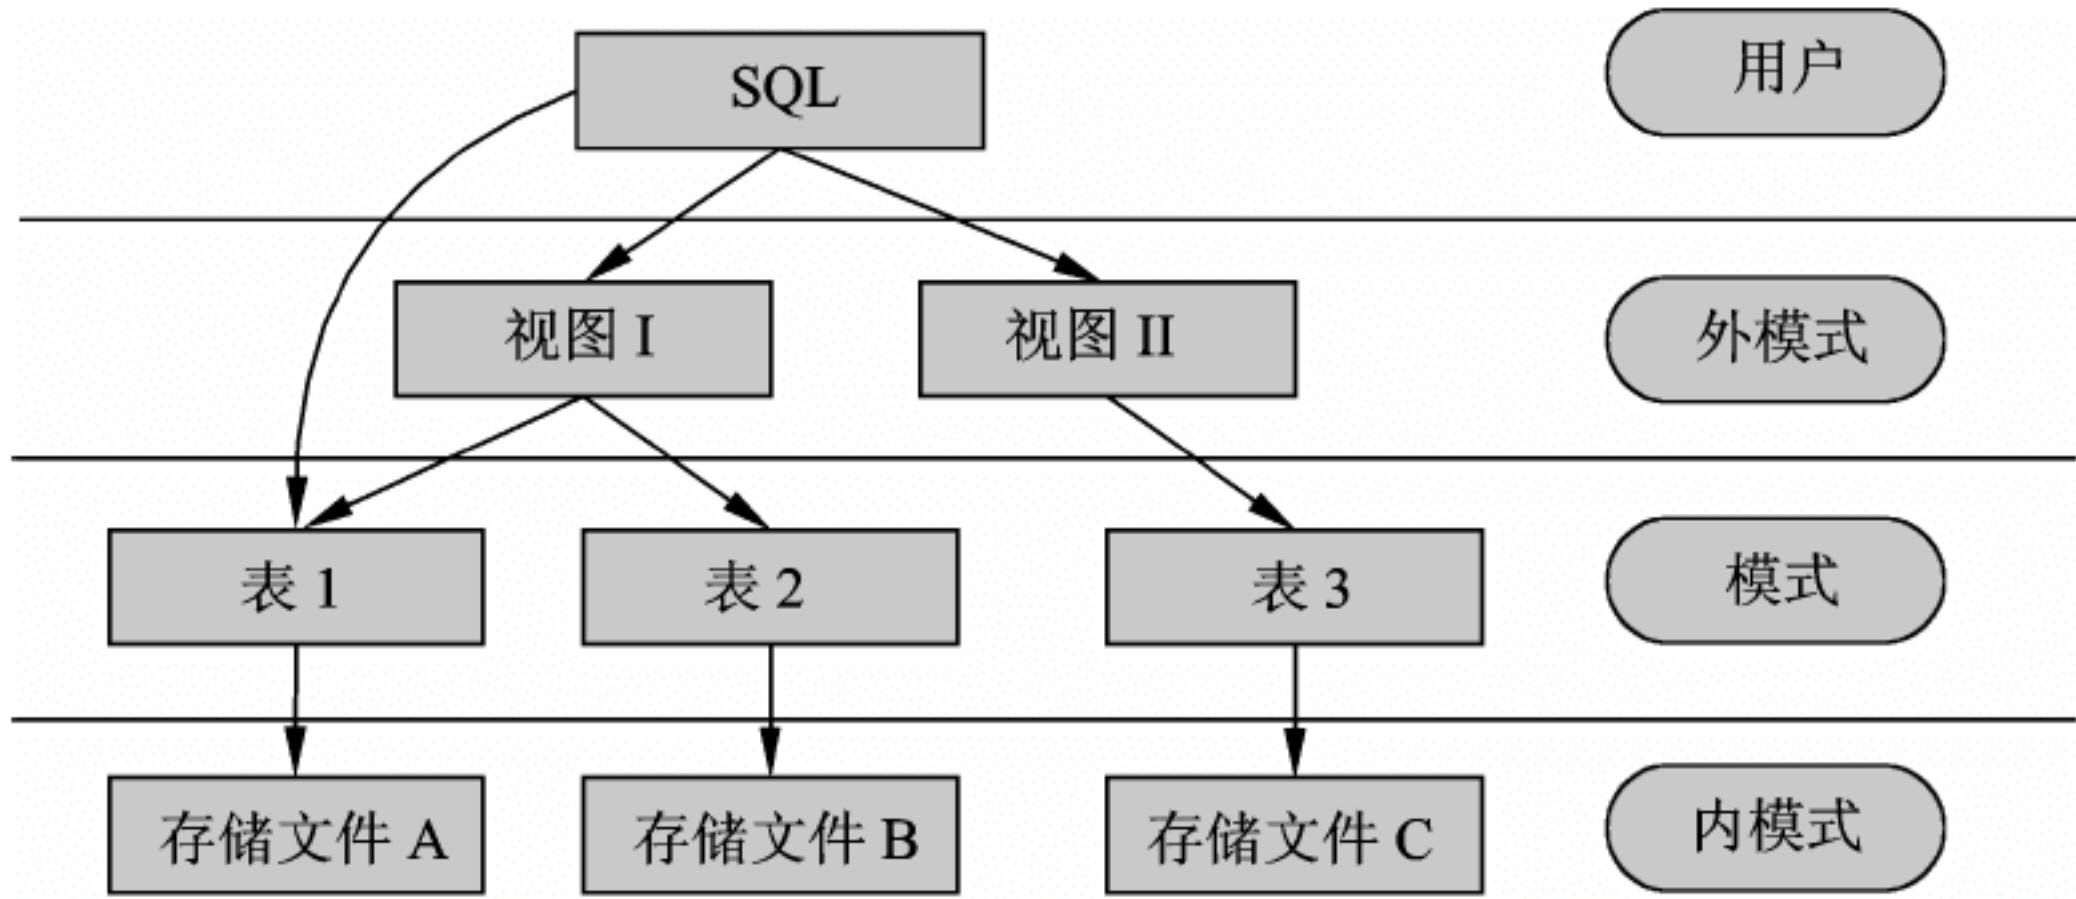 SQL
用户
视图 I
视图 II
外模式
表 1
表 2
表 3
模式
存储文件 A
存储文件 B
存储文件 C
内模式